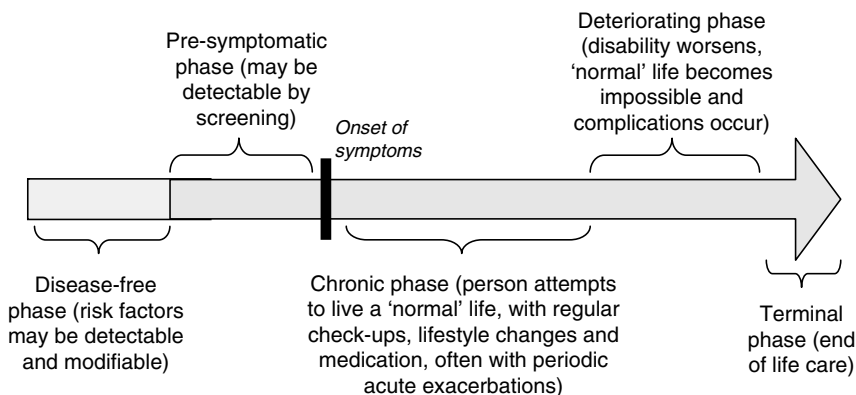 Pre-symptomatic
phase (may be
detectable by
screening)
Onset of
symptoms
Deteriorating phase
(disability worsens,
‘normal’ life becomes
impossible and
complications occur)
Disease-free
phase (risk factors
may be detectable
and modifiable)
Chronic phase (person attempts
to live a ‘normal’ life, with regular
check-ups, lifestyle changes and
medication, often with periodic
acute exacerbations)
Terminal
phase (end
of life care)